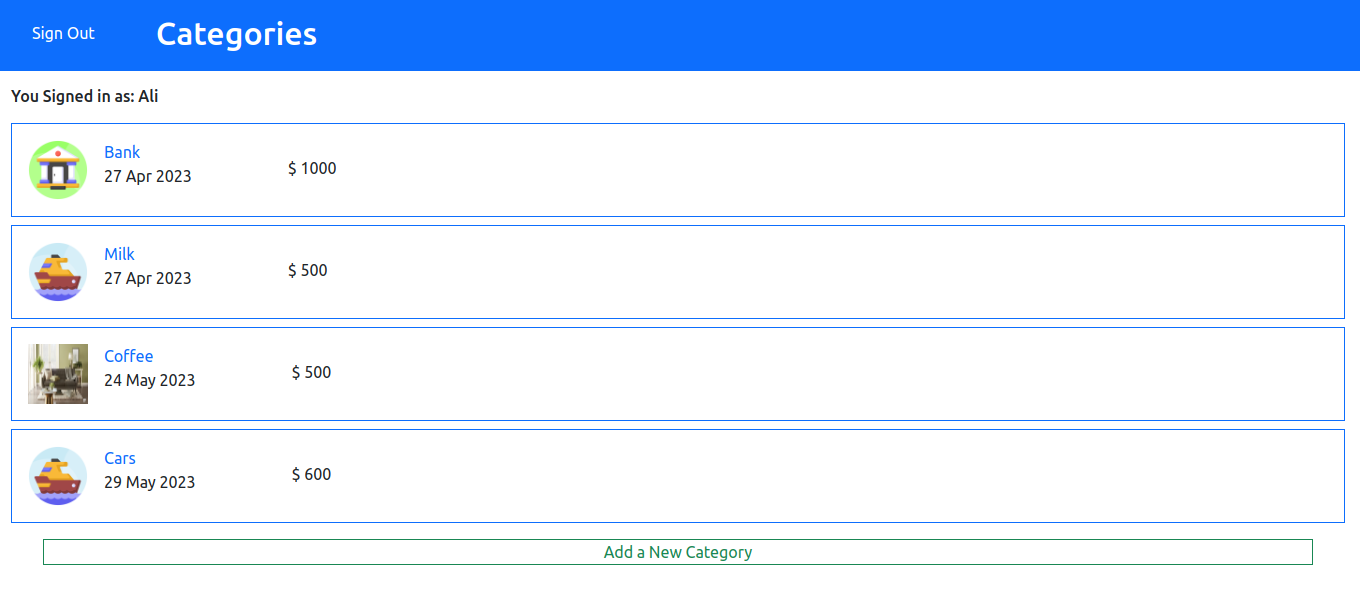 Sign Out Categories
You Signed in as: Ali
Bank
27 Apr 2023
$ 1000
Milk
27 Apr 2023
$ 500
Coffee
24 May 2023
$ 500
Cars
29 May 2023
$ 600
Add a New Category